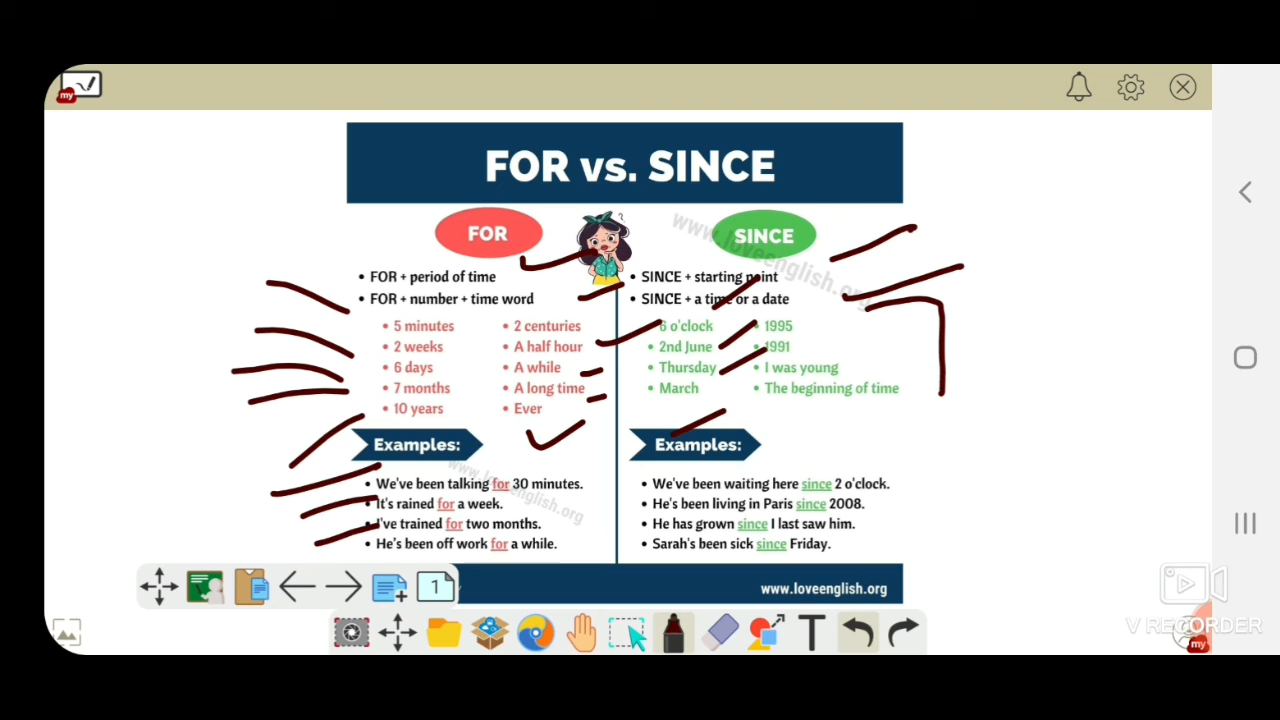 my
FOR vs. SINCE
FOR
SINCE
www.loveenglish.org
• FOR + period of time
• FOR + number + time word
• 5 minutes
• 2 weeks
• 6 days
• 7 months
• 10 years
• 2 centuries
• A half hour
• A while
• A long time
• Ever
Examples:
www.loveenglish.org
• We've been talking for 30 minutes.
• It's rained for a week.
• I've trained for two months.
• He's been off work for a while.
• SINCE + starting point
• SINCE + a time or a date
6 o'clock
• 2nd June
• Thursday
• March
• 1995
• 1991
• I was young
• The beginning of time
Examples:
• We've been waiting here since 2 o'clock.
• He's been living in Paris since 2008.
• He has grown since I last saw him.
• Sarah's been sick since Friday.
www.loveenglish.org
1
T
V RECORDER
my